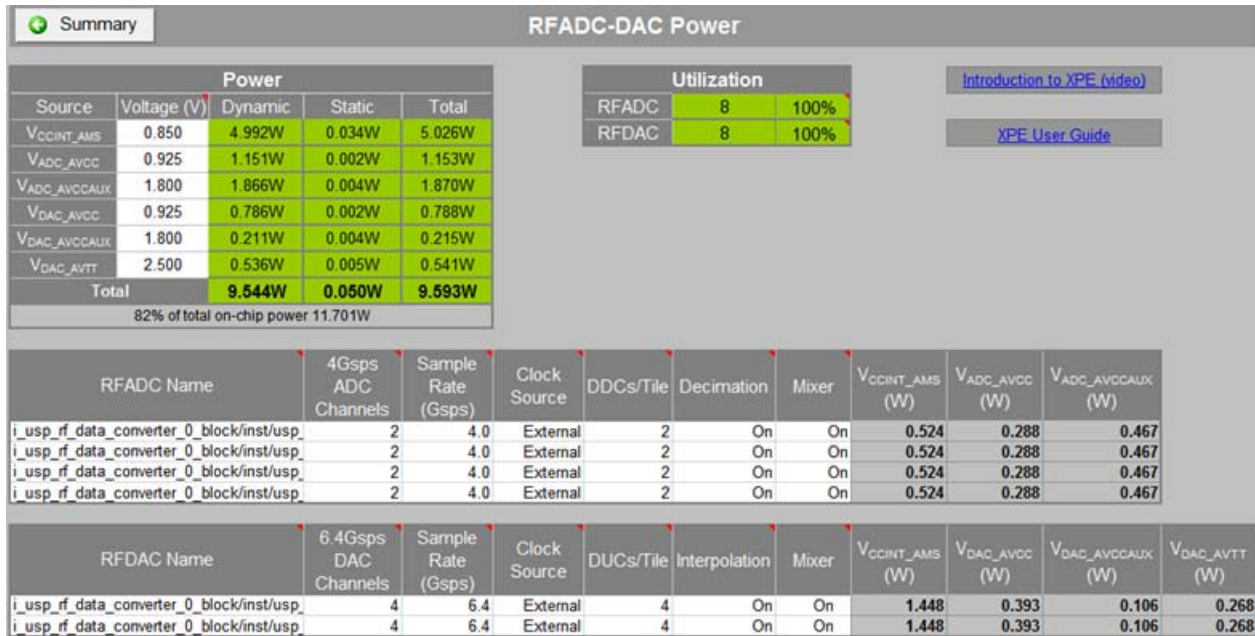 Summary
RFADC-DAC Power
Power
Source Voltage (V) Dynamic Static Total
VCCINT_AMS 0.850 4.992W 0.034W 5.026W
VADC_AVCC 0.925 1.151W 0.002W 1.153W
VADC_AVCCAUX 1.800 1.866W 0.004W 1.870W
VDAC_AVCC 0.925 0.786W 0.002W 0.788W
VDAC_AVCCAUX 1.800 0.211W 0.004W 0.215W
VDAC_AVTT 2.500 0.536W 0.005W 0.541W
Total 9.544W 0.050W 9.593W
82% of total on-chip power 11.701W
Utilization
RFADC 8 100%
RFDAC 8 100%
Introduction to XPE (video)
XPE User Guide
RFADC Name 4Gsps ADC Channels Sample Rate (Gsps) Clock Source DDCs/Tile Decimation Mixer VCCINT_AMS (W) VADC_AVCC (W) VADC_AVCCAUX (W)
i_usp_rf_data_converter_0_block/inst/usp_ 2 4.0 External 2 On On 0.524 0.288 0.467
i_usp_rf_data_converter_0_block/inst/usp_ 2 4.0 External 2 On On 0.524 0.288 0.467
i_usp_rf_data_converter_0_block/inst/usp_ 2 4.0 External 2 On On 0.524 0.288 0.467
i_usp_rf_data_converter_0_block/inst/usp_ 2 4.0 External 2 On On 0.524 0.288 0.467
RFDAC Name 6.4Gsps DAC Channels Sample Rate (Gsps) Clock Source DUCs/Tile Interpolation Mixer VCCINT_AMS (W) VDAC_AVCC (W) VDAC_AVCCAUX (W) VDAC_AVTT (W)
i_usp_rf_data_converter_0_block/inst/usp_ 4 6.4 External 4 On On 1.448 0.393 0.106 0.268
i_usp_rf_data_converter_0_block/inst/usp_ 4 6.4 External 4 On On 1.448 0.393 0.106 0.268